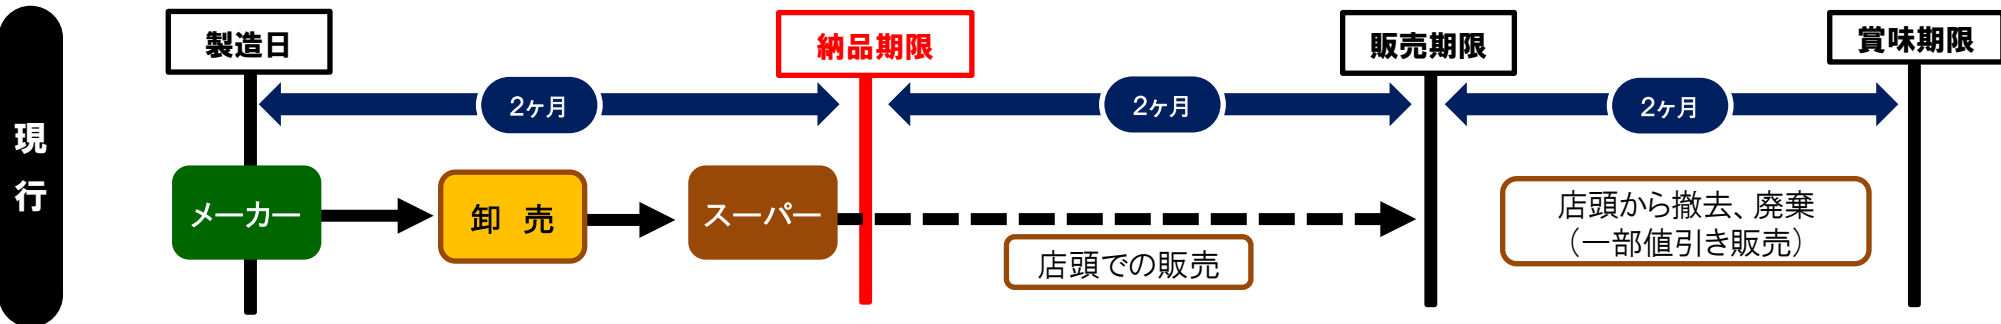 現行
製造日
納品期限
販売期限
賞味期限
2ヶ月
2ヶ月
2ヶ月
メーカー
卸 売
スーパー
店頭での販売
店頭から撤去、廃棄
(一部値引き販売)